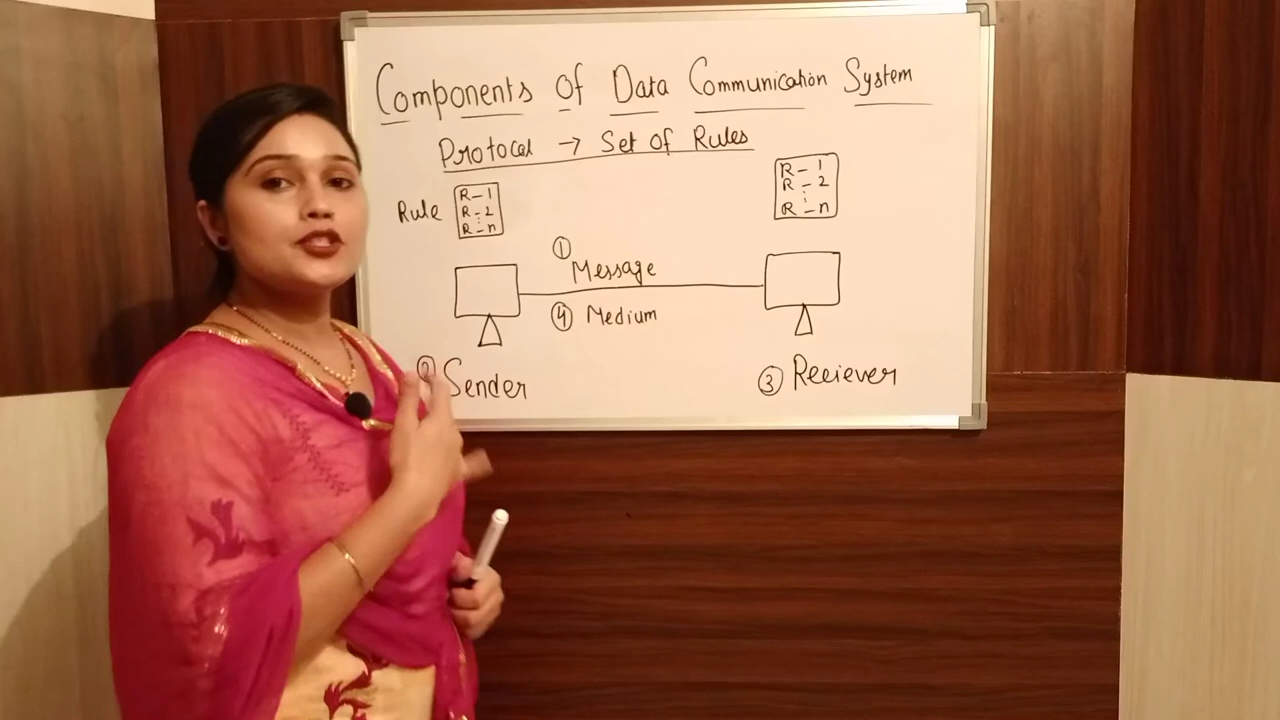 Components Of Data Communication System
Protocol → Set of Rules
Rule
R-1
R-2
R-n
R-1
R-2
R-n
① Message
④ Medium
② Sender
③ Reciever